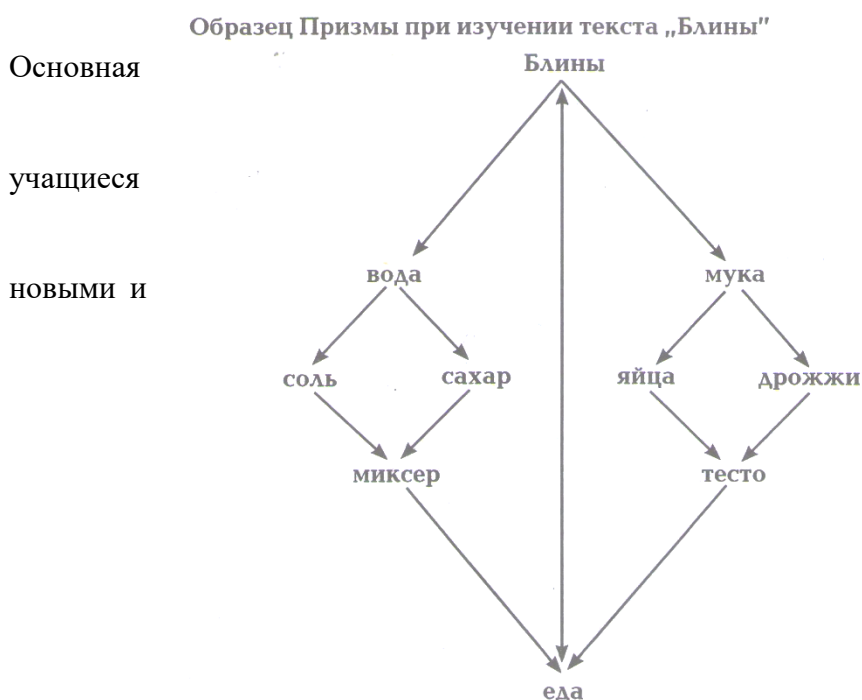 Образец Призмы при изучении текста „Блины"
Основная
Блины
учащиеся
новыми и
вода
мука
соль
сахар
яйца
дрожжи
миксер
тесто
еда